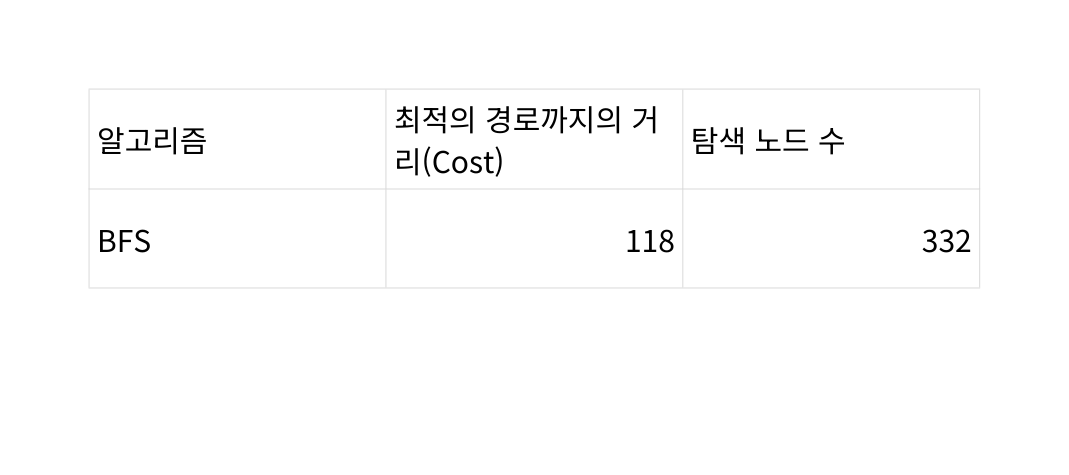 알고리즘
최적의 경로까지의 거
리(Cost)
탐색 노드 수
BFS
118
332